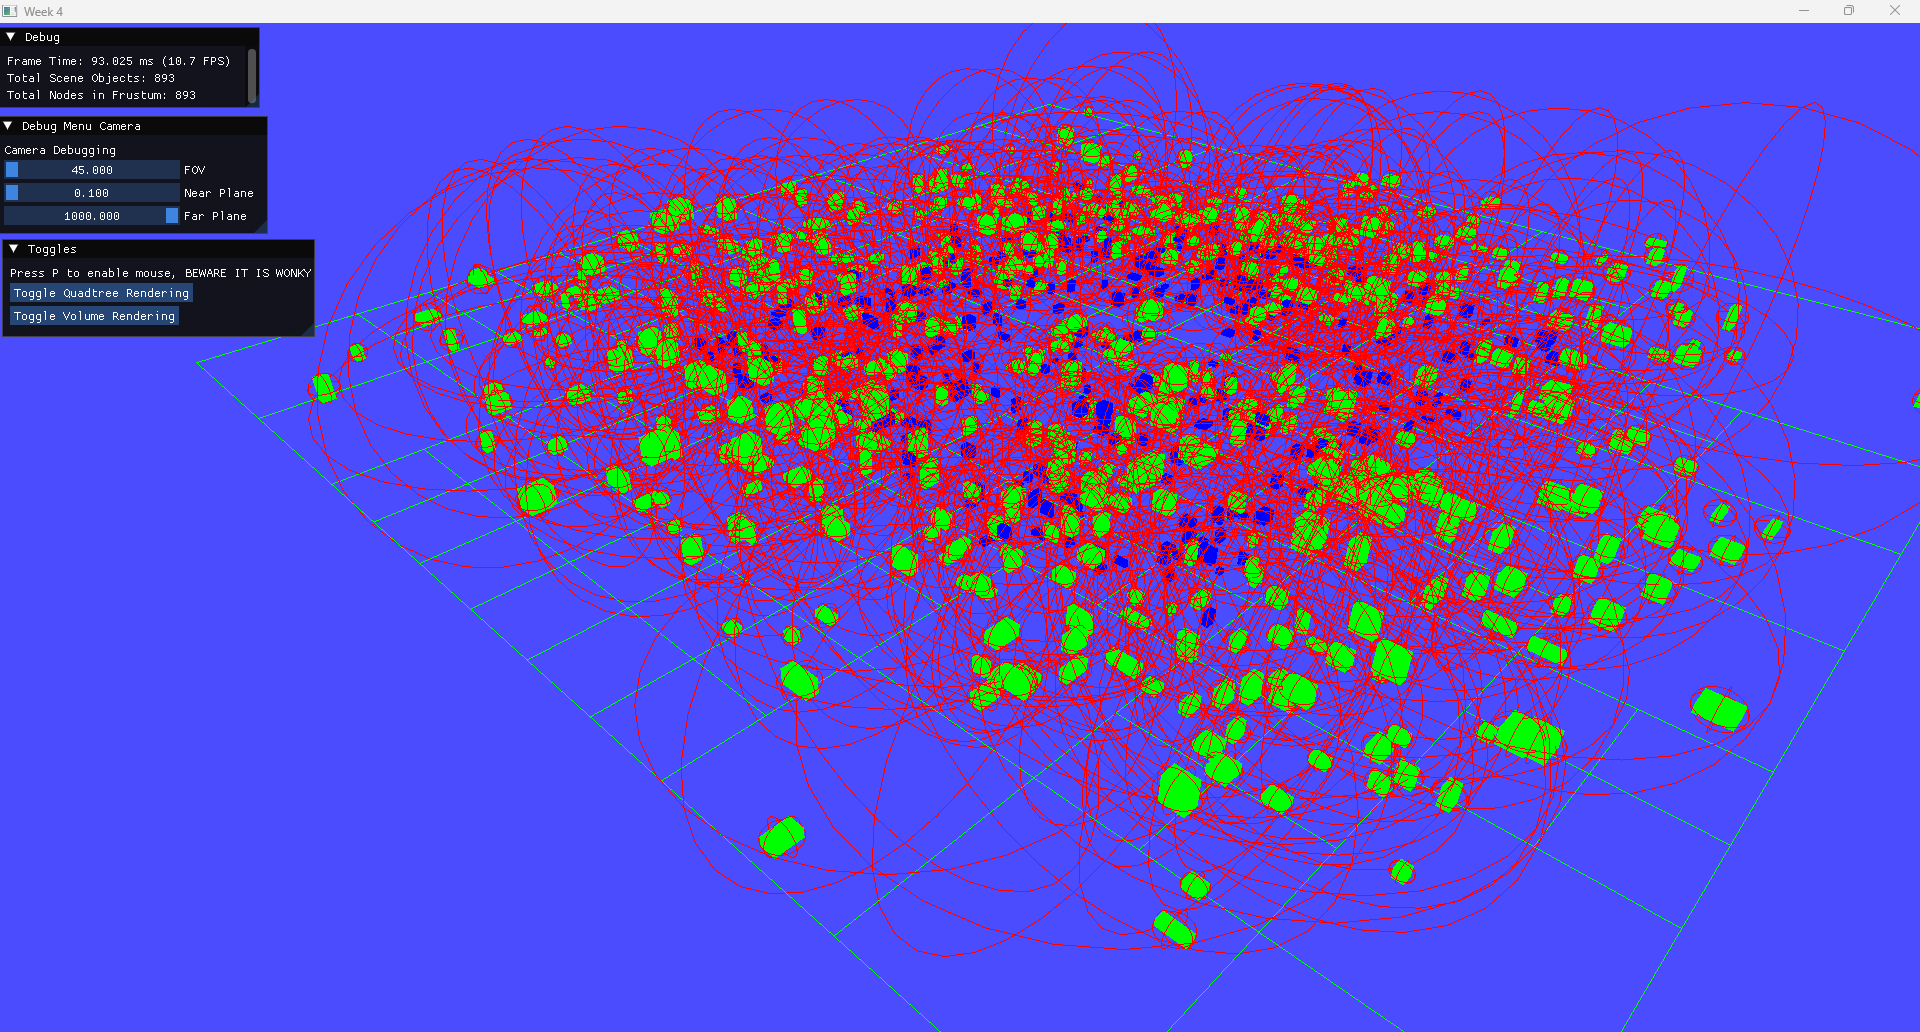 Week 4
Debug
Frame Time: 93.025 ms (10.7 FPS)
Total Scene Objects: 893
Total Nodes in Frustum: 893
Debug Menu Camera
Camera Debugging
45.000 FOV
0.100 Near Plane
1000.000 Far Plane
Toggles
Press P to enable mouse, BEWARE IT IS WONKY
Toggle Quadtree Rendering
Toggle Volume Rendering